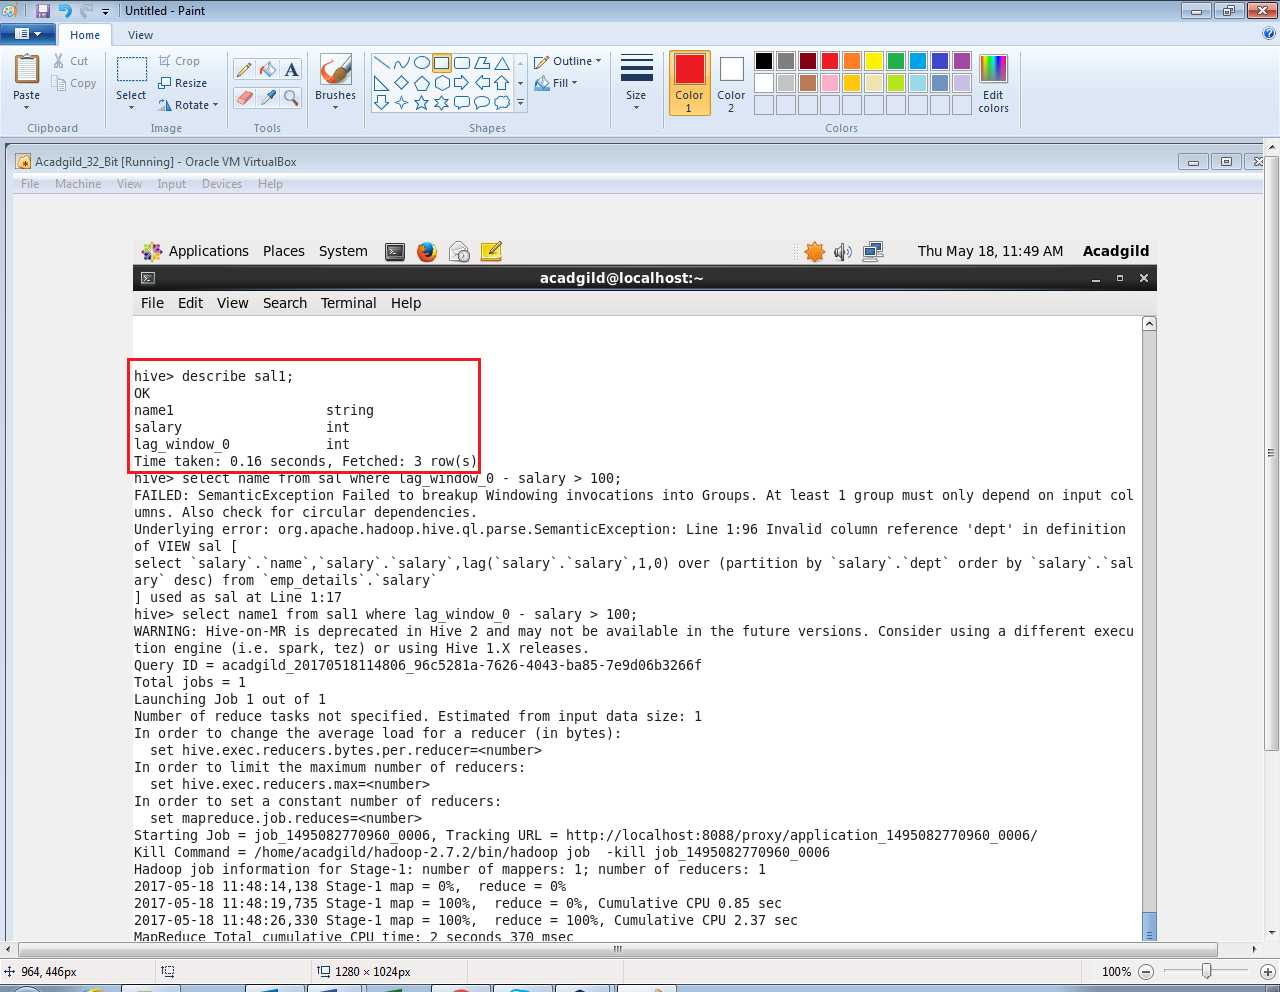 Untitled - Paint
Home
View
Paste
Cut
Copy
Clipboard
Select
Crop
Resize
Rotate
Image
A
Tools
Brushes
Outline
Fill
Shapes
Size
Color 1
Color 2
Edit colors
Colors
Acadgild_32_Bit [Running] - Oracle VM VirtualBox
File Machine View Input Devices Help
Applications Places System
Thu May 18, 11:49 AM Acadgild
acadgild@localhost:~
File Edit View Search Terminal Help
hive> describe sal1;
OK
name1 string
salary int
lag_window_0 int
Time taken: 0.16 seconds, Fetched: 3 row(s)
hive> select name from sal where lag_window_0 - salary > 100;
FAILED: SemanticException Failed to breakup Windowing invocations into Groups. At least 1 group must only depend on input col
umns. Also check for circular dependencies.
Underlying error: org.apache.hadoop.hive.ql.parse.SemanticException: Line 1:96 Invalid column reference 'dept' in definition
of VIEW sal [
select `salary`.`name`,`salary`.`salary`,lag(`salary`.`salary`,1,0) over (partition by `salary`.`dept` order by `salary`.`sal
ary` desc) from `emp_details`.`salary`
] used as sal at Line 1:17
hive> select name1 from sal1 where lag_window_0 - salary > 100;
WARNING: Hive-on-MR is deprecated in Hive 2 and may not be available in the future versions. Consider using a different execu
tion engine (i.e. spark, tez) or using Hive 1.X releases.
Query ID = acadgild_20170518114806_96c5281a-7626-4043-ba85-7e9d06b3266f
Total jobs = 1
Launching Job 1 out of 1
Number of reduce tasks not specified. Estimated from input data size: 1
In order to change the average load for a reducer (in bytes):
set hive.exec.reducers.bytes.per.reducer=<number>
In order to limit the maximum number of reducers:
set hive.exec.reducers.max=<number>
In order to set a constant number of reducers:
set mapreduce.job.reduces=<number>
Starting Job = job_1495082770960_0006, Tracking URL = http://localhost:8088/proxy/application_1495082770960_0006/
Kill Command = /home/acadgild/hadoop-2.7.2/bin/hadoop job  -kill job_1495082770960_0006
Hadoop job information for Stage-1: number of mappers: 1; number of reducers: 1
2017-05-18 11:48:14,138 Stage-1 map = 0%,  reduce = 0%
2017-05-18 11:48:19,735 Stage-1 map = 100%,  reduce = 0%, Cumulative CPU 0.85 sec
2017-05-18 11:48:26,330 Stage-1 map = 100%,  reduce = 100%, Cumulative CPU 2.37 sec
MapReduce Total cumulative CPU time: 2 seconds 370 msec
964, 446px
1280 × 1024px
100%